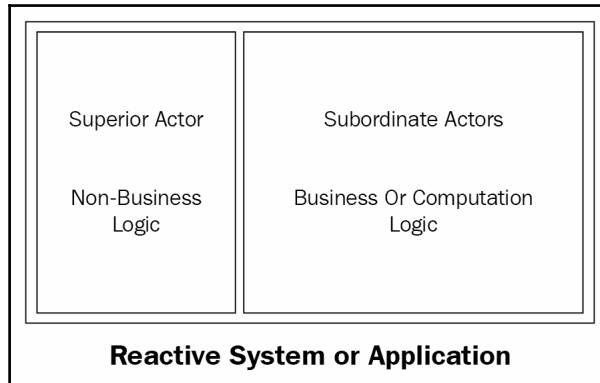 Superior Actor
Non-Business
Logic
Subordinate Actors
Business Or Computation
Logic
Reactive System or Application